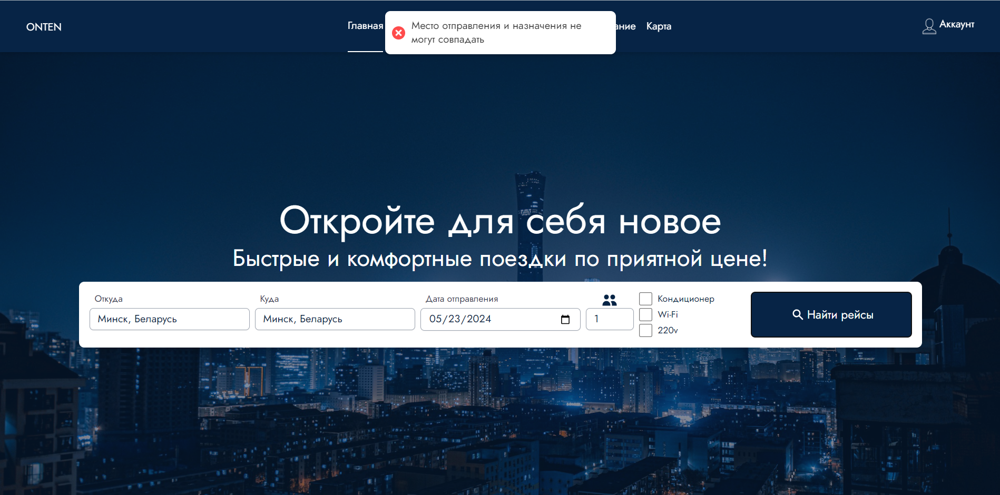 ONTEN
Главная
Место отправления и назначения не
могут совпадать
Карта
Аккаунт
Откройте для себя новое
Быстрые и комфортные поездки по приятной цене!
Откуда
Куда
Дата отправления
Минск, Беларусь
Минск, Беларусь
05/23/2024
1
Кондиционер
Wi-Fi
220v
Найти рейсы